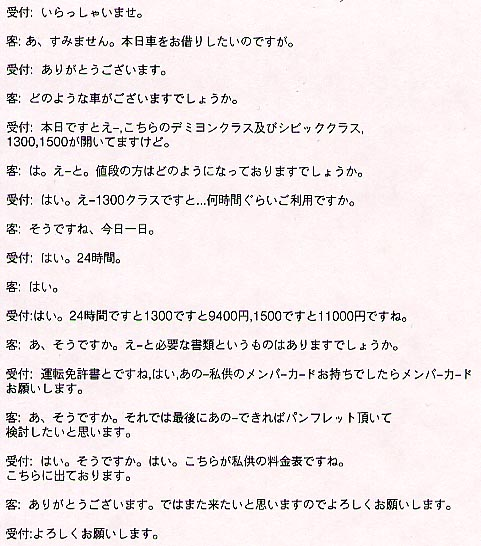 受付: いらっしゃいませ。
客: あ、すみません。本日車をお借りしたいのですが。
受付: ありがとうございます。
客: どのような車がございますでしょうか。
受付: 本日ですとえ–,こちらのデミヨンクラス及びシビッククラス,
1300,1500が開いてますけど。
客: は。え–と。値段の方はどのようになっておりますでしょうか。
受付: はい。え–1300クラスですと...何時間ぐらいご利用ですか。
客: そうですね、今日一日。
受付: はい。24時間。
客: はい。
受付:はい。24時間ですと1300ですと9400円,1500ですと11000円ですね。
客: あ、そうですか。え–と必要な書類というものはありますでしょうか。
受付: 運転免許書とですね,はい,あの–私供のメンバ–カ–ドお持ちでしたらメンバ–カ–ド
お願いします。
客: あ、そうですか。それでは最後にあの–できればパンフレット頂いて
検討したいと思います。
受付: はい。そうですか。はい。こちらが私供の料金表ですね。
こちらに出ております。
客: ありがとうございます。ではまた来たいと思いますのでよろしくお願いします。
受付:よろしくお願いします。